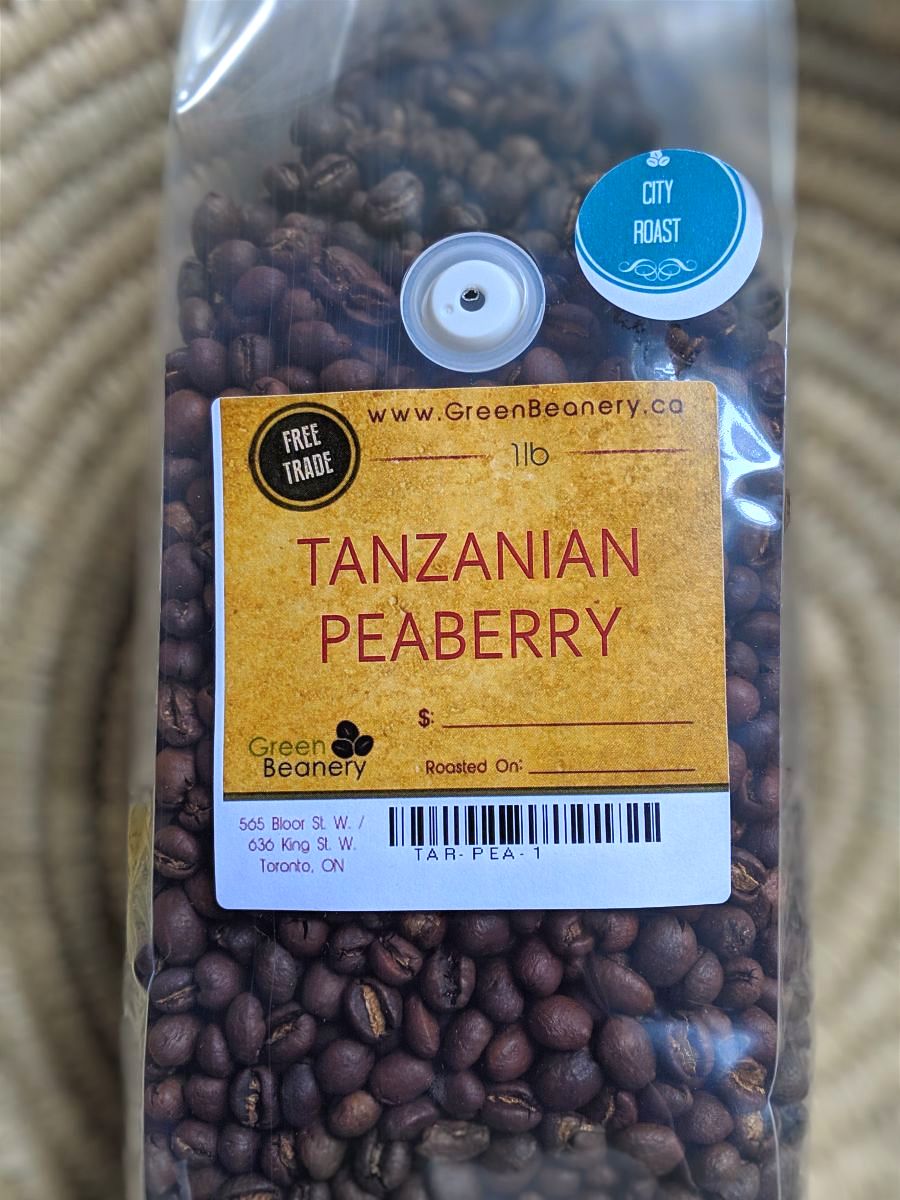 CITY
ROAST
www.GreenBeanery.ca
FREE
TRADE
1lb
TANZANIAN
PEABERRY
$:
Green
Beanery
Roasted On:
565 Bloor St. W. /
636 King St. W.
Toronto, ON
TAR-PEA-1